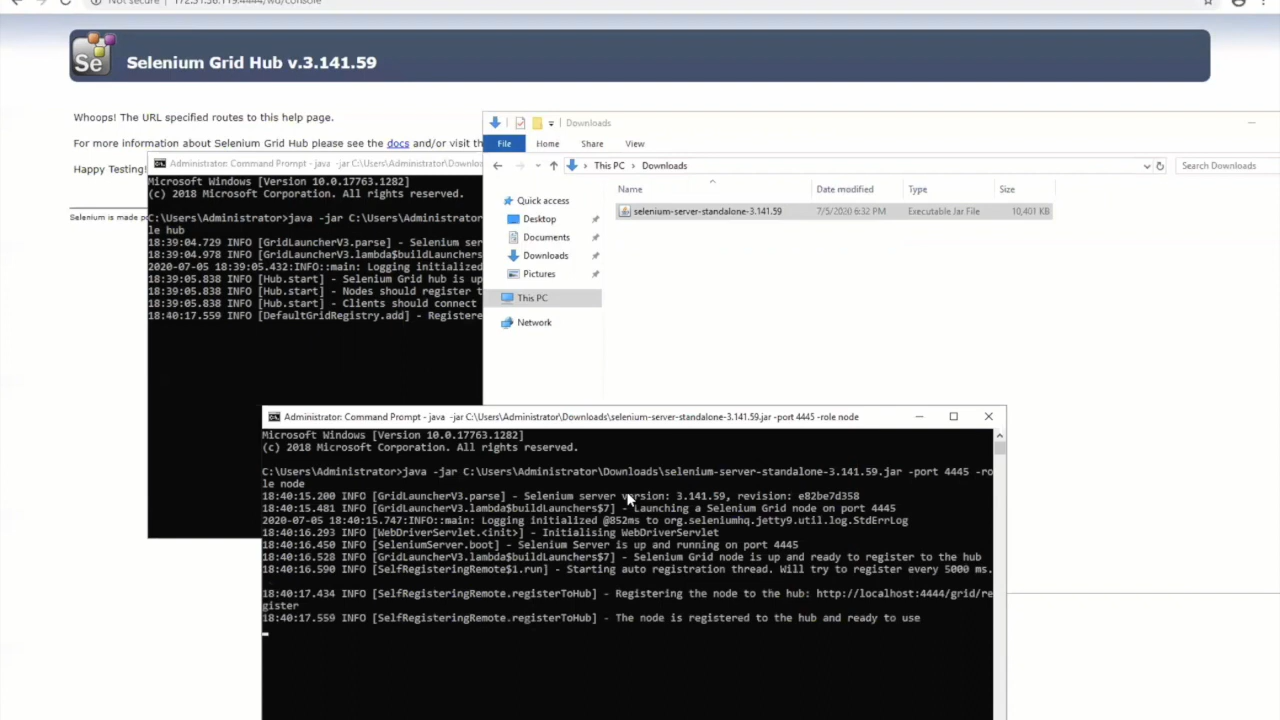 Not secure 172.31.36.119:4444/wd/console
Se
Selenium Grid Hub v.3.141.59
Whoops! The URL specified routes to this help page.
For more information about Selenium Grid Hub please see the docs and/or visit th
Happy Testing!
Selenium is made po
Administrator: Command Prompt - java -jar C:\Users\Administrator\Downlo
Microsoft Windows [Version 10.0.17763.1282]
(c) 2018 Microsoft Corporation. All rights reserved.
C:\Users\Administrator>java -jar C:\Users\Administrator
le hub
18:39:04.729 INFO [GridLauncherV3.parse] - Selenium ser
18:39:04.978 INFO [GridLauncherV3.lambda$buildLaunchers
2020-07-05 18:39:05.432:INFO::main: Logging initialized
18:39:05.838 INFO [Hub.start] - Selenium Grid hub is up
18:39:05.838 INFO [Hub.start] - Nodes should register t
18:39:05.838 INFO [Hub.start] - Clients should connect
18:40:17.559 INFO [DefaultGridRegistry.add] - Registere
Downloads
File Home Share View
This PC Downloads
Search Downloads
Name Date modified Type Size
selenium-server-standalone-3.141.59 7/5/2020 6:32 PM Executable Jar File 10,401 KB
Quick access
Desktop
Documents
Downloads
Pictures
This PC
Network
Administrator: Command Prompt - java -jar C:\Users\Administrator\Downloads\selenium-server-standalone-3.141.59.jar -port 4445 -role node
Microsoft Windows [Version 10.0.17763.1282]
(c) 2018 Microsoft Corporation. All rights reserved.
C:\Users\Administrator>java -jar C:\Users\Administrator\Downloads\selenium-server-standalone-3.141.59.jar -port 4445 -ro
le node
18:40:15.200 INFO [GridLauncherV3.parse] - Selenium server version: 3.141.59, revision: e82be7d358
18:40:15.481 INFO [GridLauncherV3.lambda$buildLaunchers$7] - Launching a Selenium Grid node on port 4445
2020-07-05 18:40:15.747:INFO::main: Logging initialized @852ms to org.seleniumhq.jetty9.util.log.StdErrLog
18:40:16.293 INFO [WebDriverServlet.<init>] - Initialising WebDriverServlet
18:40:16.450 INFO [SeleniumServer.boot] - Selenium Server is up and running on port 4445
18:40:16.528 INFO [GridLauncherV3.lambda$buildLaunchers$7] - Selenium Grid node is up and ready to register to the hub
18:40:16.590 INFO [SelfRegisteringRemote$1.run] - Starting auto registration thread. Will try to register every 5000 ms.
18:40:17.434 INFO [SelfRegisteringRemote.registerToHub] - Registering the node to the hub: http://localhost:4444/grid/re
gister
18:40:17.559 INFO [SelfRegisteringRemote.registerToHub] - The node is registered to the hub and ready to use